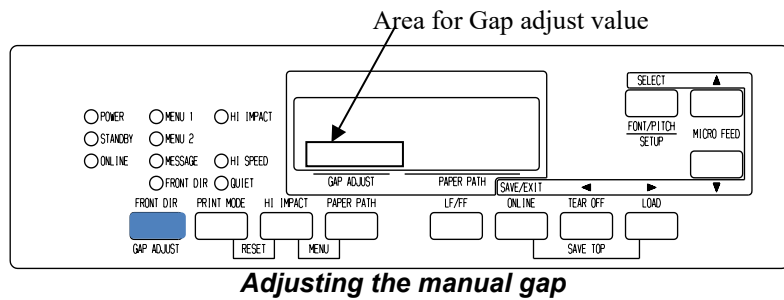 Area for Gap adjust value
SELECT ▲
POWER MENU 1 HI IMPACT
FONT/PITCH MICRO FEED
SETUP
STANDBY MENU 2
ONLINE MESSAGE HI SPEED
FRONT DIR QUIET
GAP ADJUST PAPER PATH
SAVE/EXIT ◀ ▶ ▼
FRONT DIR PRINT MODE HI IMPACT PAPER PATH LF/FF ONLINE TEAR OFF LOAD
GAP ADJUST RESET MENU SAVE TOP
Adjusting the manual gap